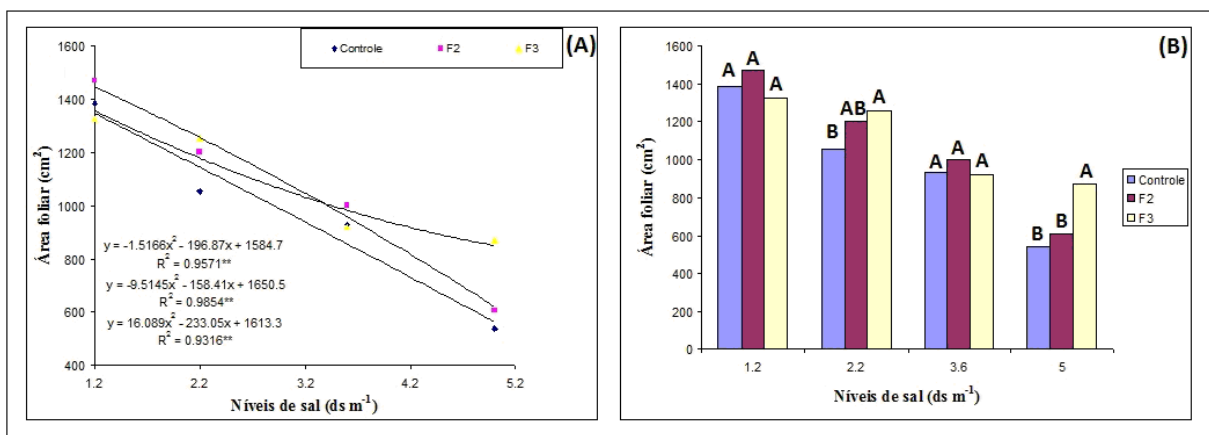 Controle F2 F3
(A)
Área foliar (cm²)
1600
1400
1200
1000
800
600
400
y = -1.5166x² - 196.87x + 1584.7
R² = 0.9571**
y = -9.5145x² - 158.41x + 1650.5
R² = 0.9854**
y = 16.089x² - 233.05x + 1613.3
R² = 0.9316**
1.2 2.2 3.2 4.2 5.2
Níveis de sal (ds m⁻¹)
(B)
Área foliar (cm²)
1600
1400
1200
1000
800
600
400
200
0
A A A
B AB A
A A A
B B A
1.2 2.2 3.6 5
Níveis de sal (ds m⁻¹)
Controle
F2
F3